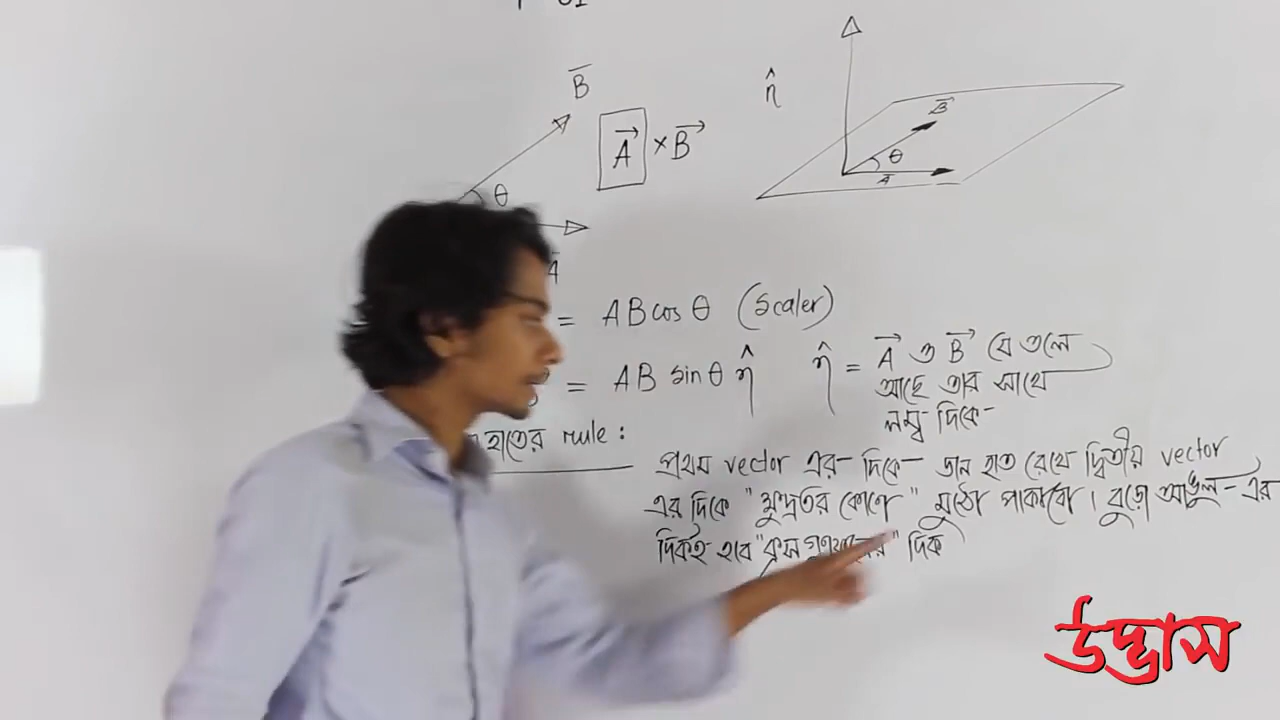 B
A × B
θ
η̂
B
θ
A
A
= AB cos θ (Scaler)
= AB sin θ η̂
η̂ = A ও B যে তলে
আছে তার সাথে
লম্ব দিকে
হাতের rule :
প্রথম vector এর দিকে ডান হাত রেখে দ্বিতীয় vector
এর দিকে "ক্ষুদ্রতর কোণে" মুঠো পাকাবো। বুড়ো আঙুল-এর
দিকই হবে "ক্রস গুণফলের" দিক
উদ্ভাস